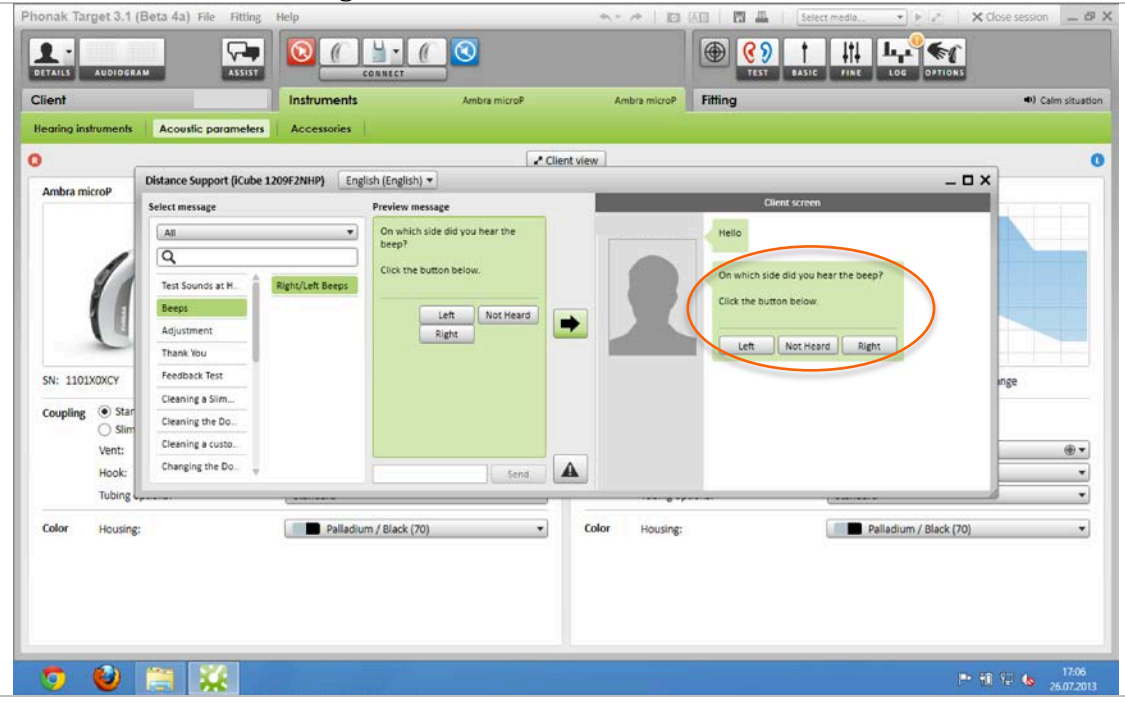 Phonak Target 3.1 (Beta 4a) File Fitting Help
Select media...
Close session
DETAILS AUDIOGRAM ASSIST CONNECT TEST BASIC FINE LOG OPTIONS
Client Instruments Ambra microP Ambra microP Fitting Calm situation
Hearing instruments Acoustic parameters Accessories
Client view
Ambra microP
SN: 1101X0XCY
Coupling
Vent:
Hook:
Color Housing: Palladium / Black (70)
Color Housing: Palladium / Black (70)
Distance Support (iCube 1209F2NHP) English (English)
Select message
All
Test Sounds at H..
Beeps
Adjustment
Thank You
Feedback Test
Cleaning a Slim...
Cleaning the Do...
Cleaning a custo..
Changing the Do..
Right/Left Beeps
Preview message
On which side did you hear the
beep?
Click the button below.
Left Not Heard
Right
Send
Client screen
Hello
On which side did you hear the beep?
Click the button below.
Left Not Heard Right
17:06
26.07.2013